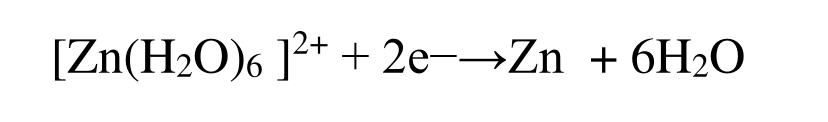 [Zn(H₂O)₆ ]²⁺ + 2e⁻→Zn + 6H₂O